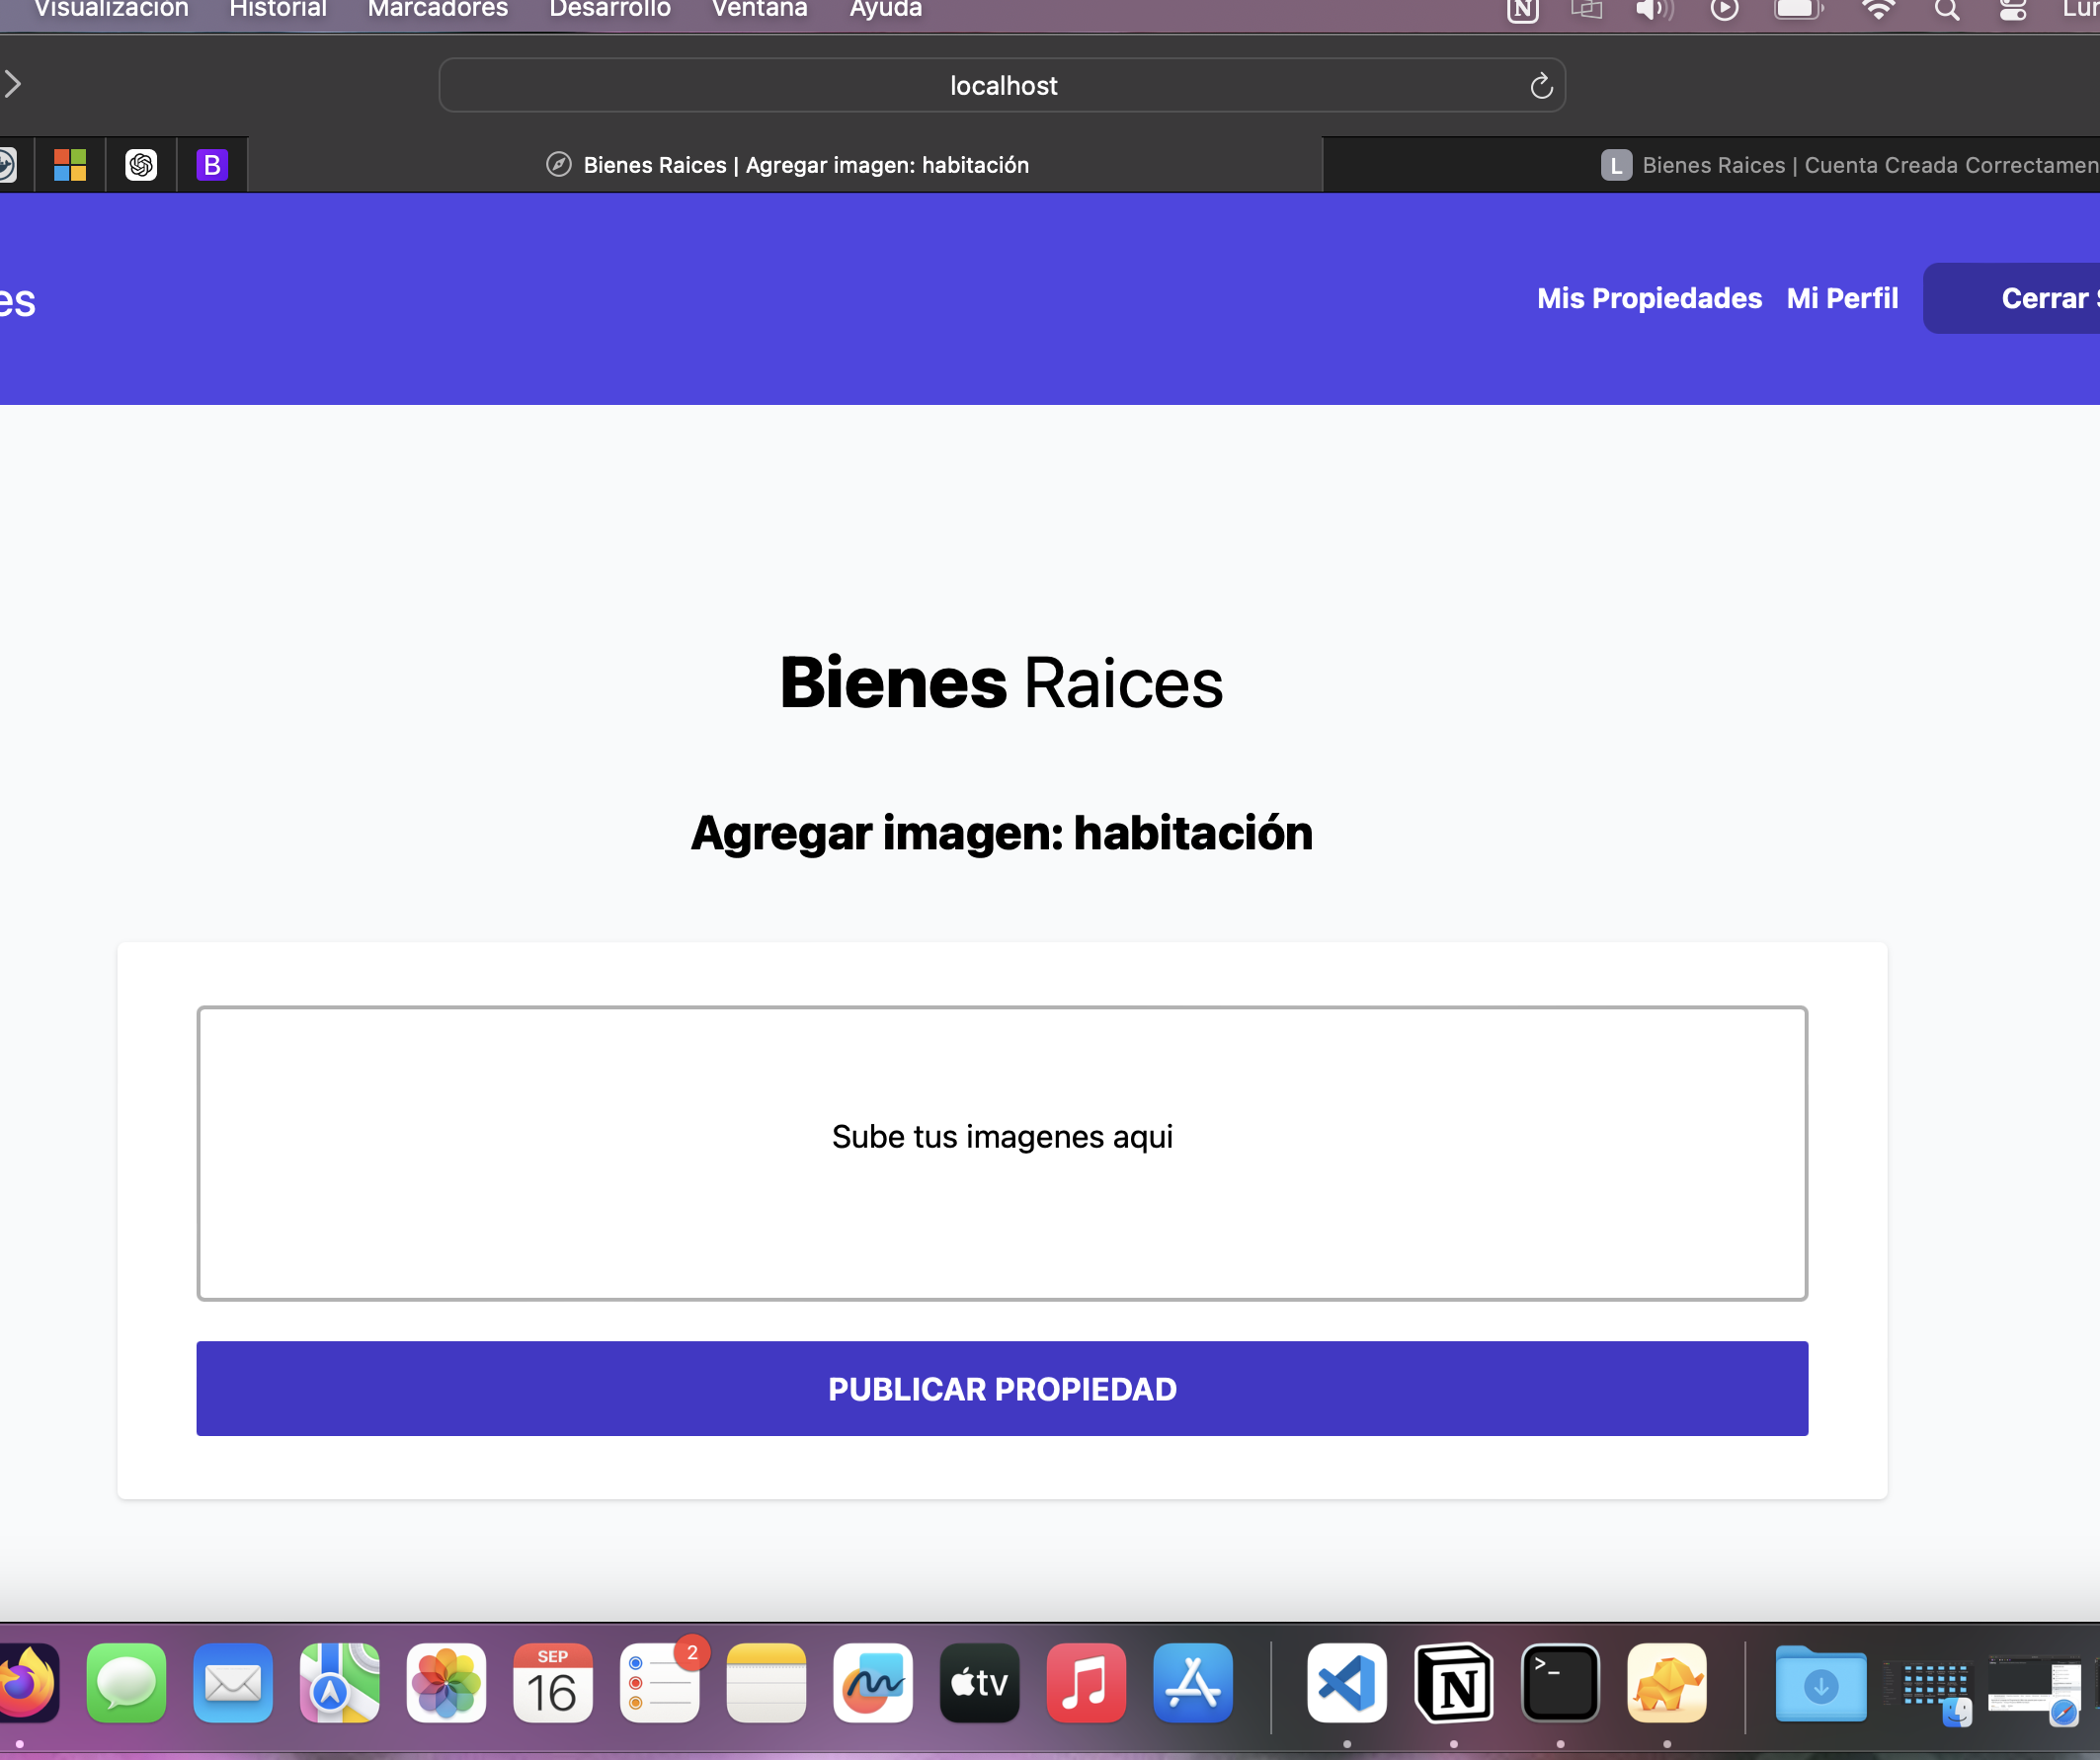 Visualización Historial Marcadores Desarrollo Ventana Ayuda
localhost
B Bienes Raices | Agregar imagen: habitación L Bienes Raices | Cuenta Creada Correctamen
es Mis Propiedades Mi Perfil Cerrar
Bienes Raices
Agregar imagen: habitación
Sube tus imagenes aqui
PUBLICAR PROPIEDAD
SEP
16
2
tv
N